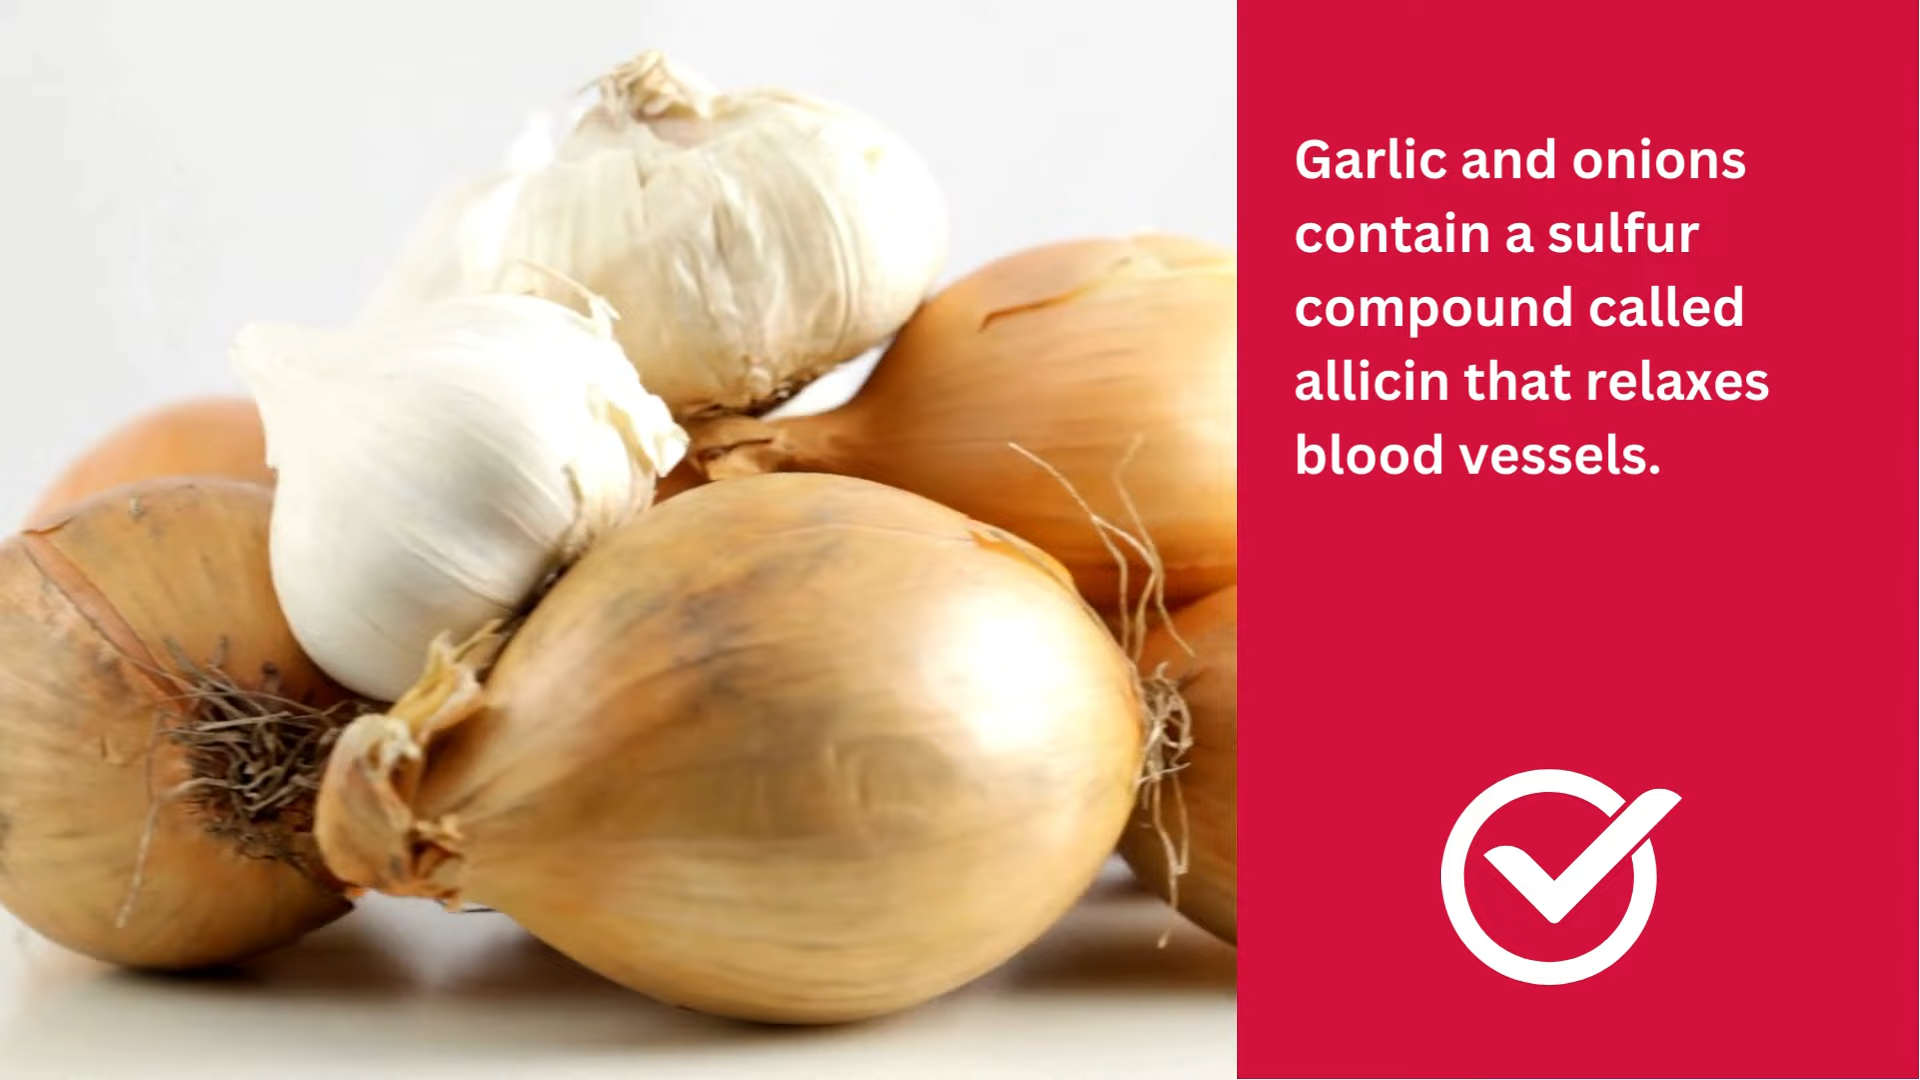 Garlic and onions
contain a sulfur
compound called
allicin that relaxes
blood vessels.